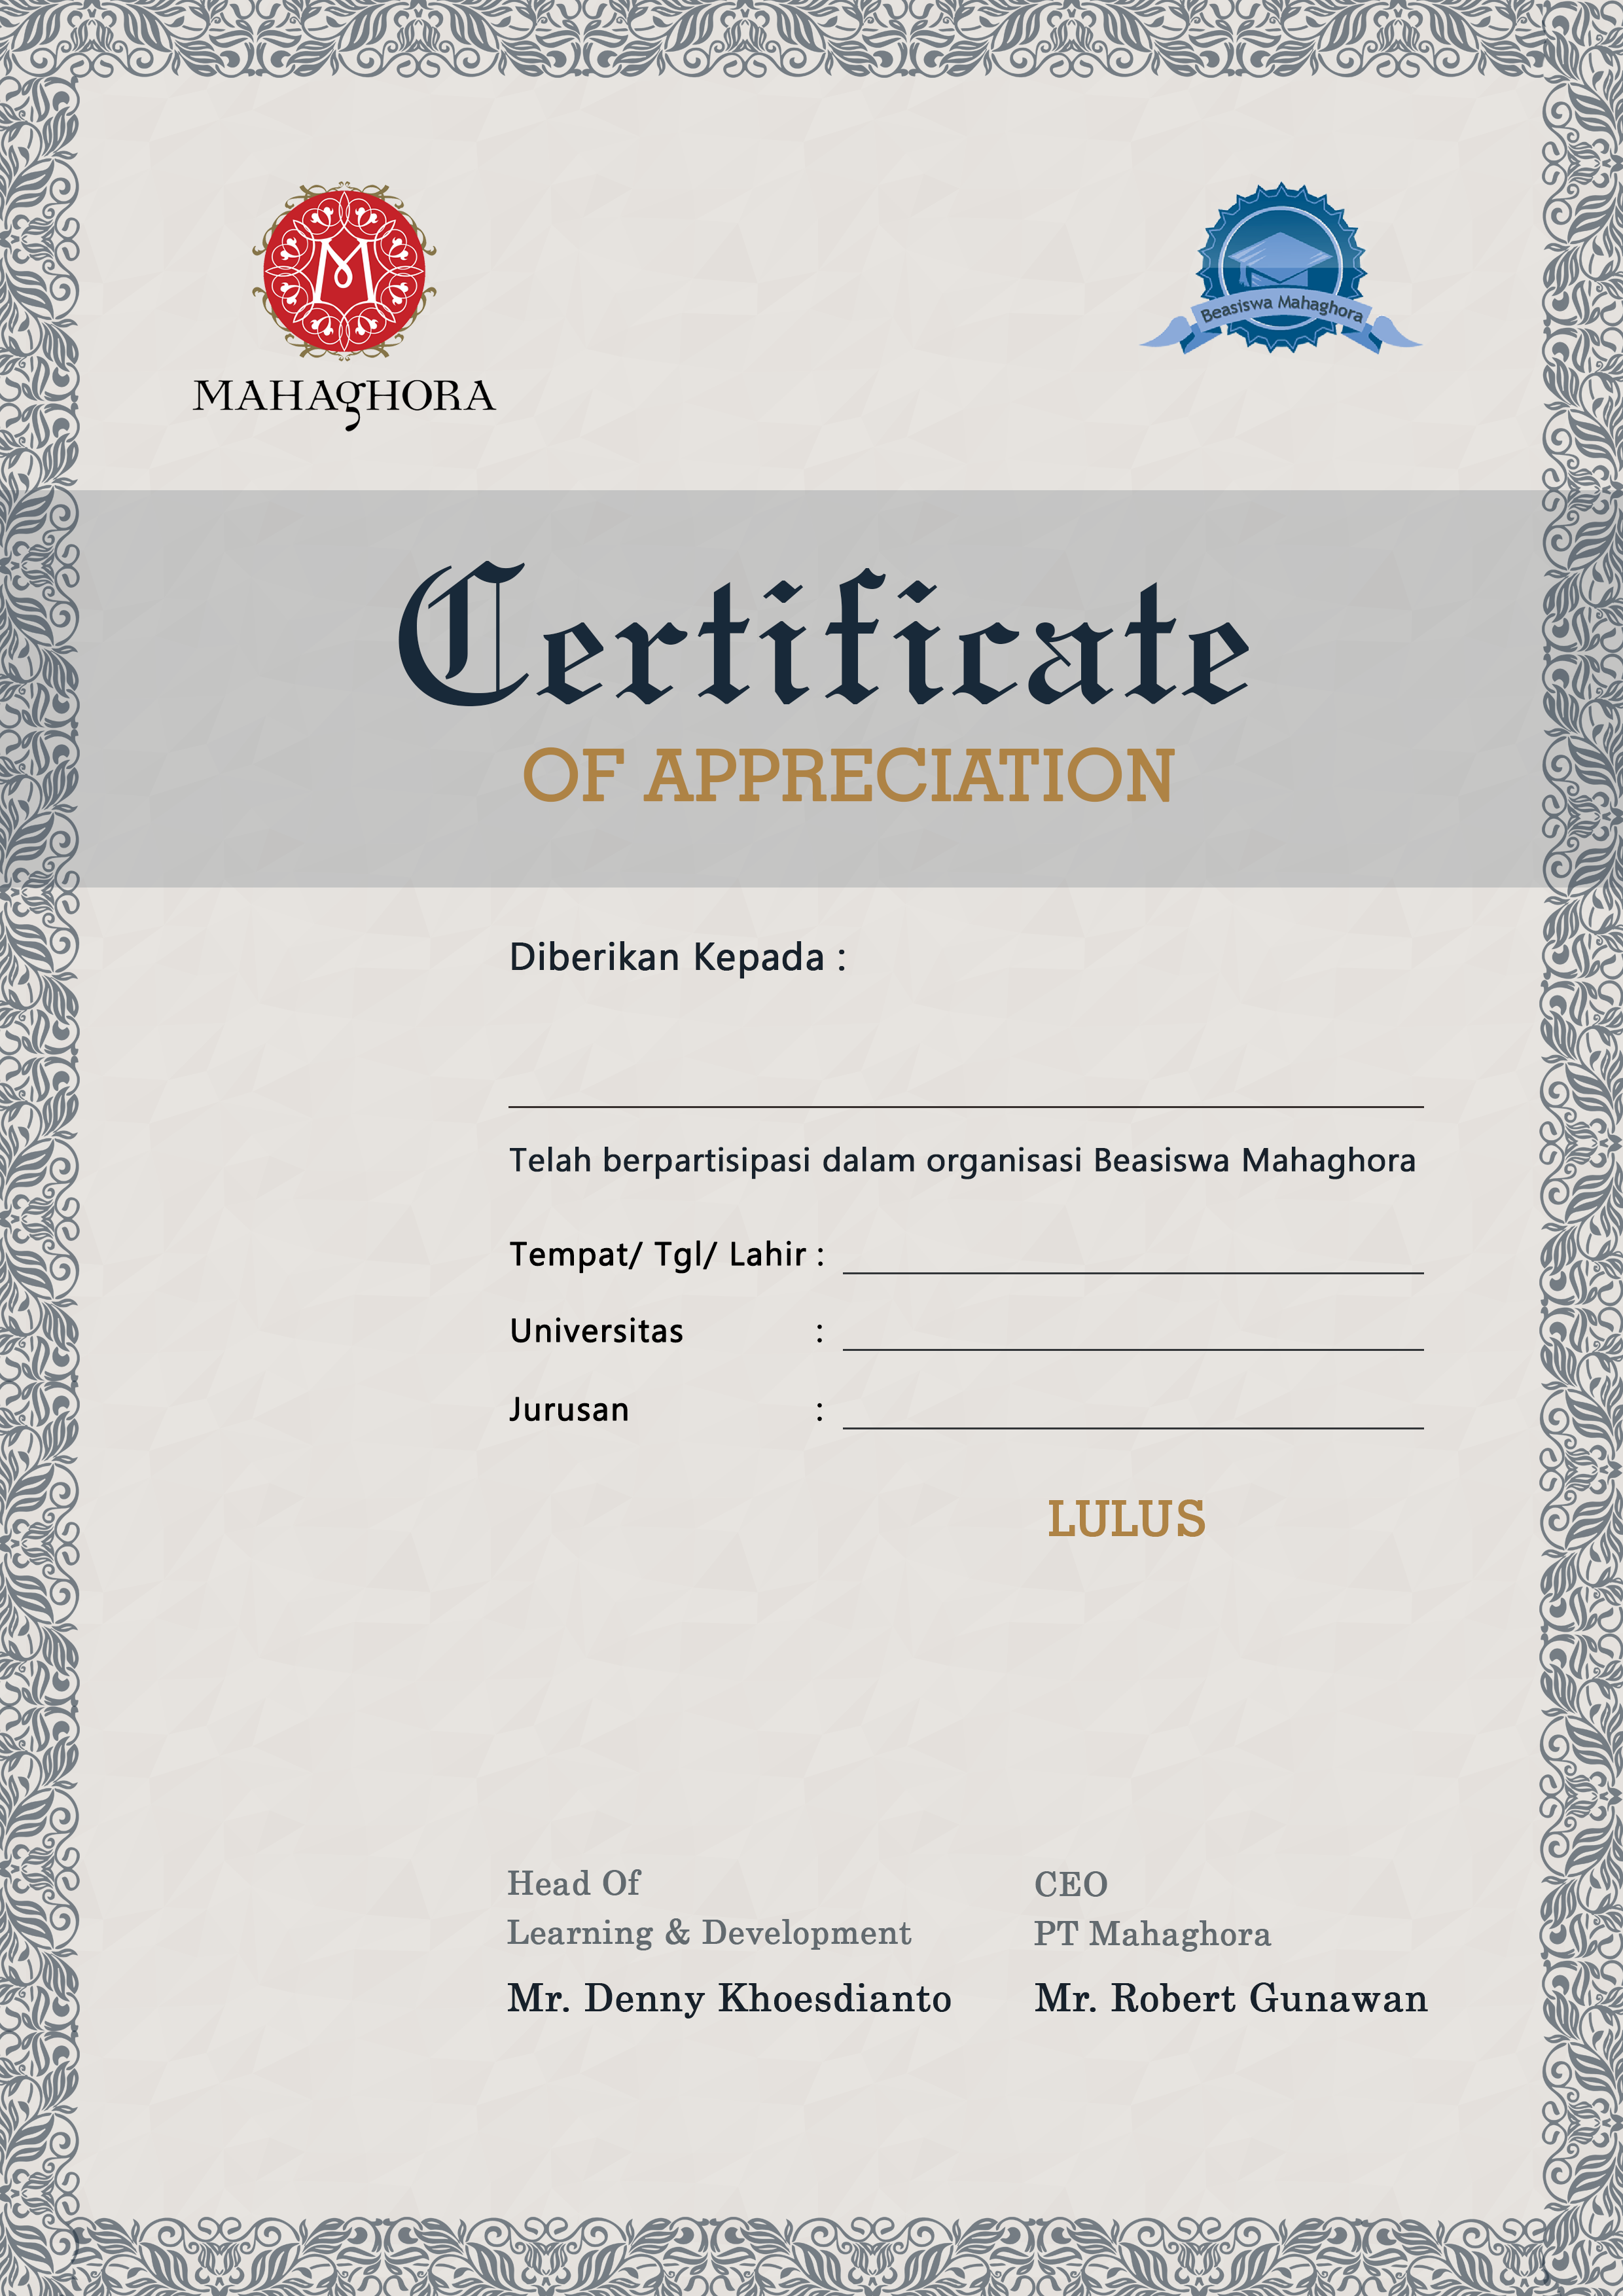 M
MAHAgHORA
Beasiswa Mahaghora
Certificate
OF APPRECIATION
Diberikan Kepada :
Telah berpartisipasi dalam organisasi Beasiswa Mahaghora
Tempat/ Tgl/ Lahir :
Universitas :
Jurusan :
LULUS
Head Of
Learning & Development
Mr. Denny Khoesdianto
CEO
PT Mahaghora
Mr. Robert Gunawan